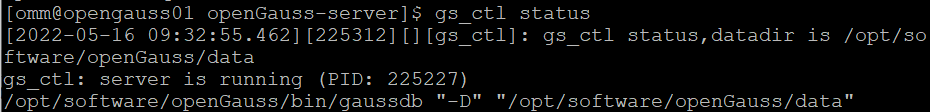 [omm@opengauss01 openGauss-server]$ gs_ctl status
[2022-05-16 09:32:55.462][225312][][gs_ctl]: gs_ctl status,datadir is /opt/so
ftware/openGauss/data
gs_ctl: server is running (PID: 225227)
/opt/software/openGauss/bin/gaussdb "-D" "/opt/software/openGauss/data"